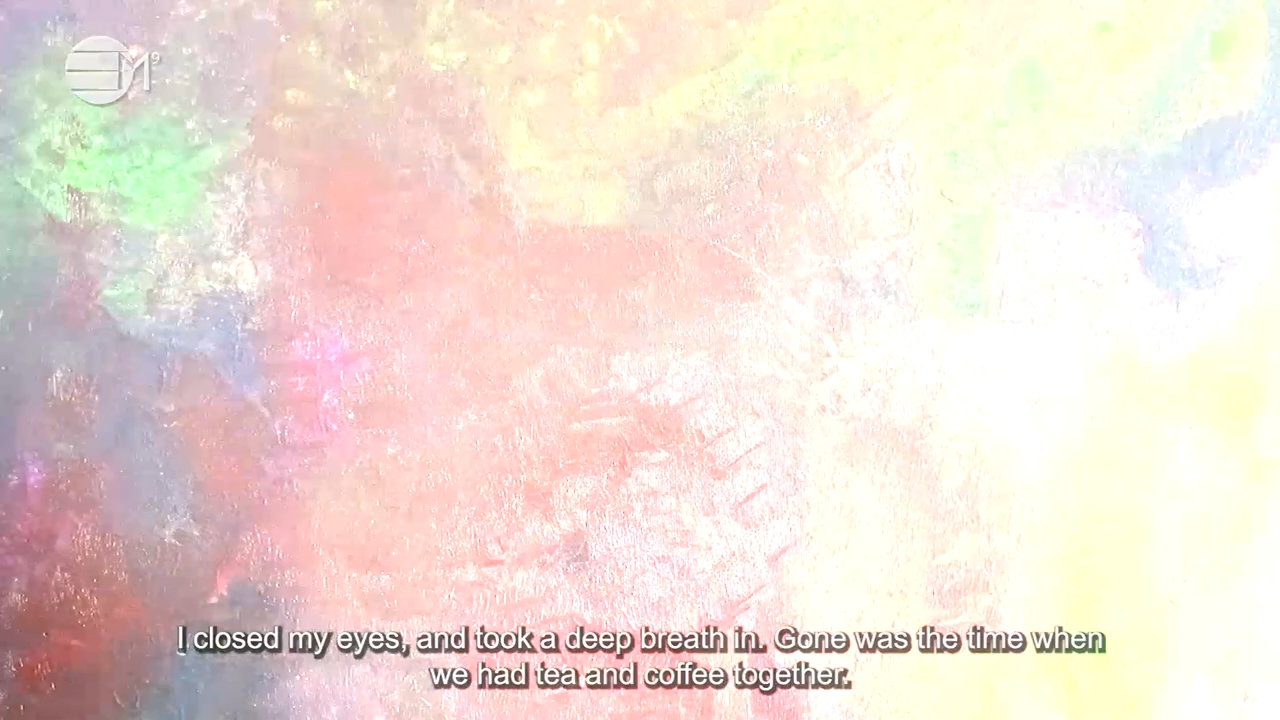 I closed my eyes, and took a deep breath in. Gone was the time when
we had tea and coffee together.